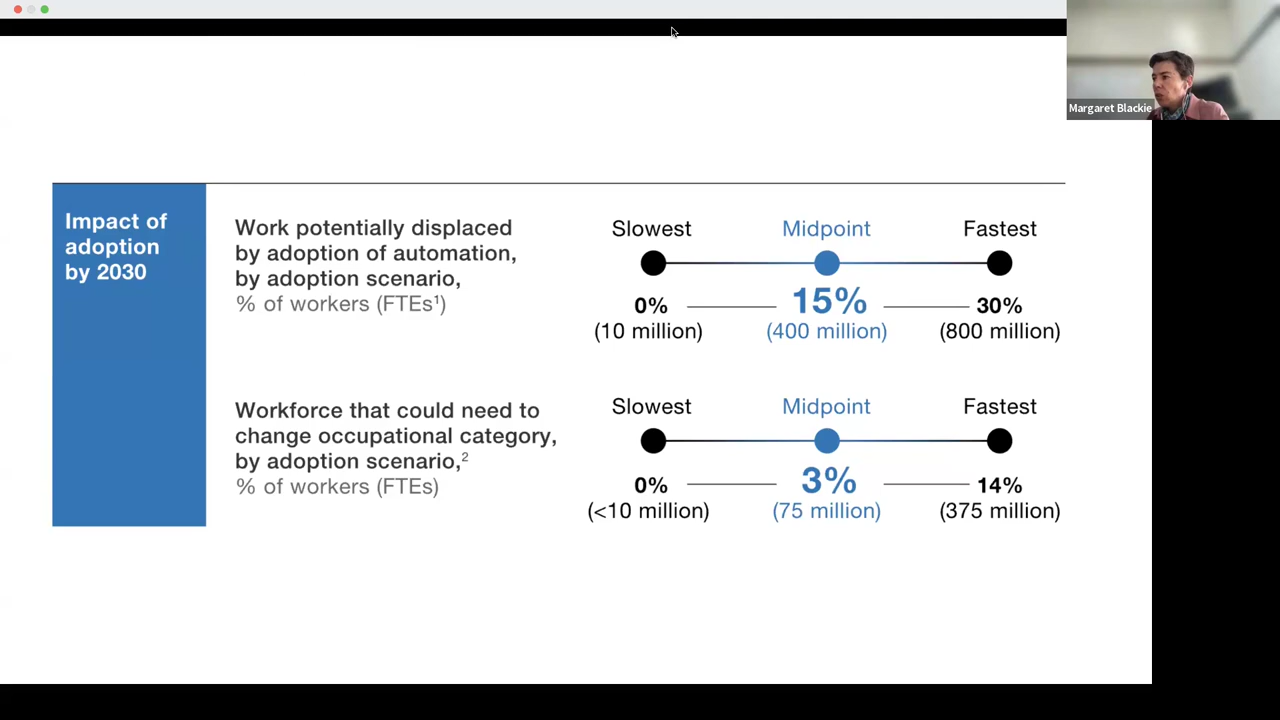 Margaret Blackie
Impact of
adoption
by 2030
Work potentially displaced
by adoption of automation,
by adoption scenario,
% of workers (FTEs¹)
Slowest
Midpoint
Fastest
0%
15%
30%
(10 million)
(400 million)
(800 million)
Workforce that could need to
change occupational category,
by adoption scenario,²
% of workers (FTEs)
Slowest
Midpoint
Fastest
0%
3%
14%
(<10 million)
(75 million)
(375 million)